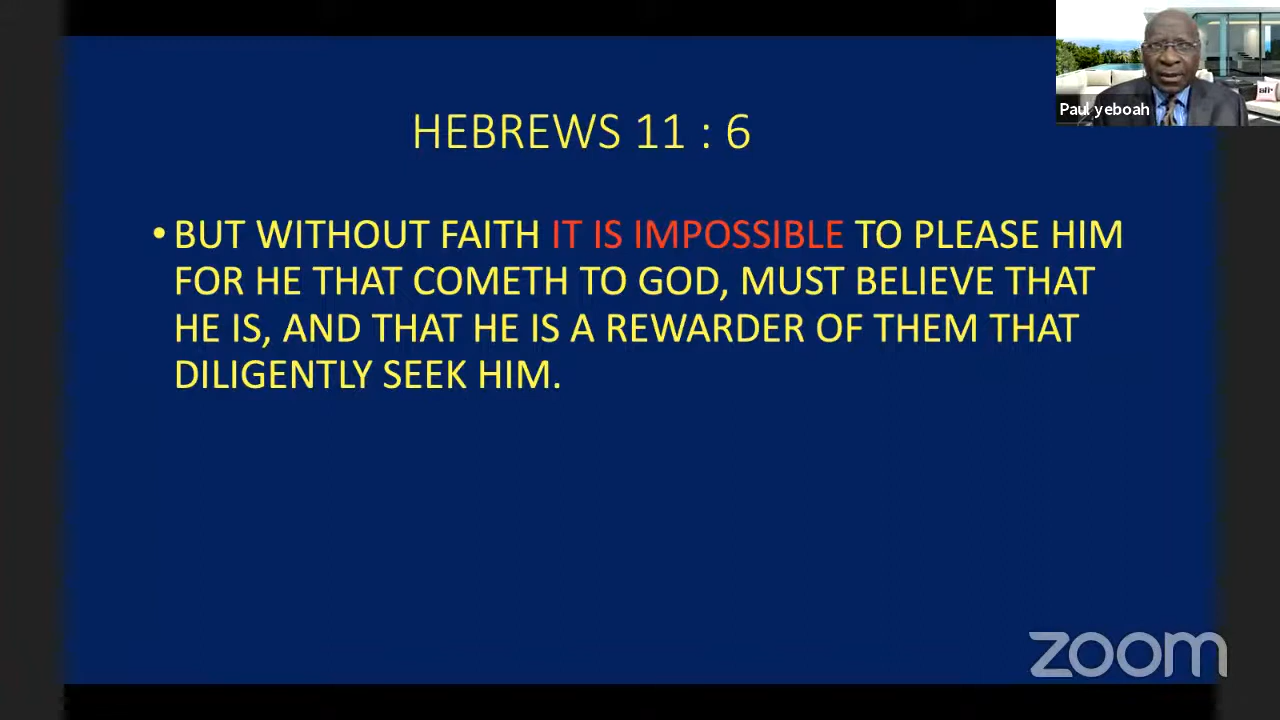 Paul yeboah
HEBREWS 11 : 6
• BUT WITHOUT FAITH IT IS IMPOSSIBLE TO PLEASE HIM
FOR HE THAT COMETH TO GOD, MUST BELIEVE THAT
HE IS, AND THAT HE IS A REWARDER OF THEM THAT
DILIGENTLY SEEK HIM.
zoom